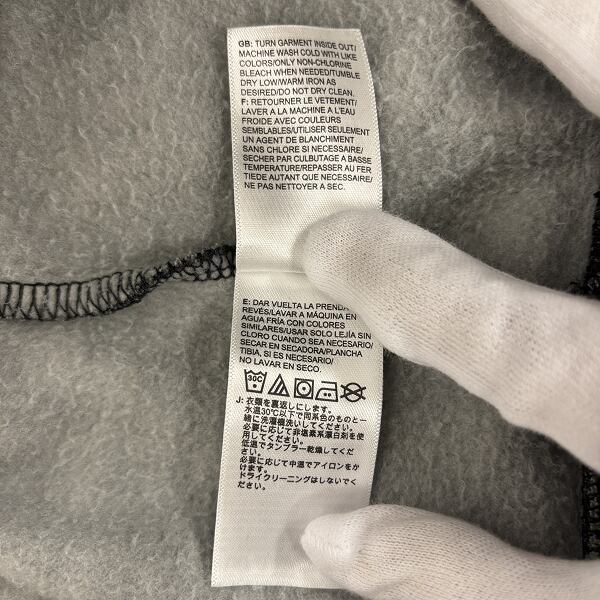 GB: TURN GARMENT INSIDE OUT/
MACHINE WASH COLD WITH LIKE
COLORS/ONLY NON-CHLORINE
BLEACH WHEN NEEDED/TUMBLE
DRY LOW/WARM IRON AS
DESIRED/DO NOT DRY CLEAN.
F: RETOURNER LE VETEMENT/
LAVER A LA MACHINE A L'EAU
FROIDE AVEC COULEURS
SEMBLABLES/UTILISER SEULEMENT
UN AGENT DE BLANCHIMENT
SANS CHLORE SI NECESSAIRE/
SECHER PAR CULBUTAGE A BASSE
TEMPERATURE/REPASSER AU FER
TIEDE AUTANT QUE NECESSAIRE/
NE PAS NETTOYER A SEC.
E: DAR VUELTA LA PRENDA
REVÉS/LAVAR A MÁQUINA EN
AGUA FRÍA CON COLORES
SIMILARES/USAR SOLO LEJÍA SIN
CLORO CUANDO SEA NECESARIO/
SECAR EN SECADORA/PLANCHA
TIBIA, SI ES NECESARIO/
NO LAVAR EN SECO.
30C
J: 衣類を裏返しにします。
水温30℃以下で同系色のものと一
緒に洗濯機洗いしてください。
必要に応じて非塩素系漂白剤を使
用してください。
低温でタンブラー乾燥してくだ
さい。
必要に応じて中温でアイロンをか
けます。
ドライクリーニングはしないでく
ださい。